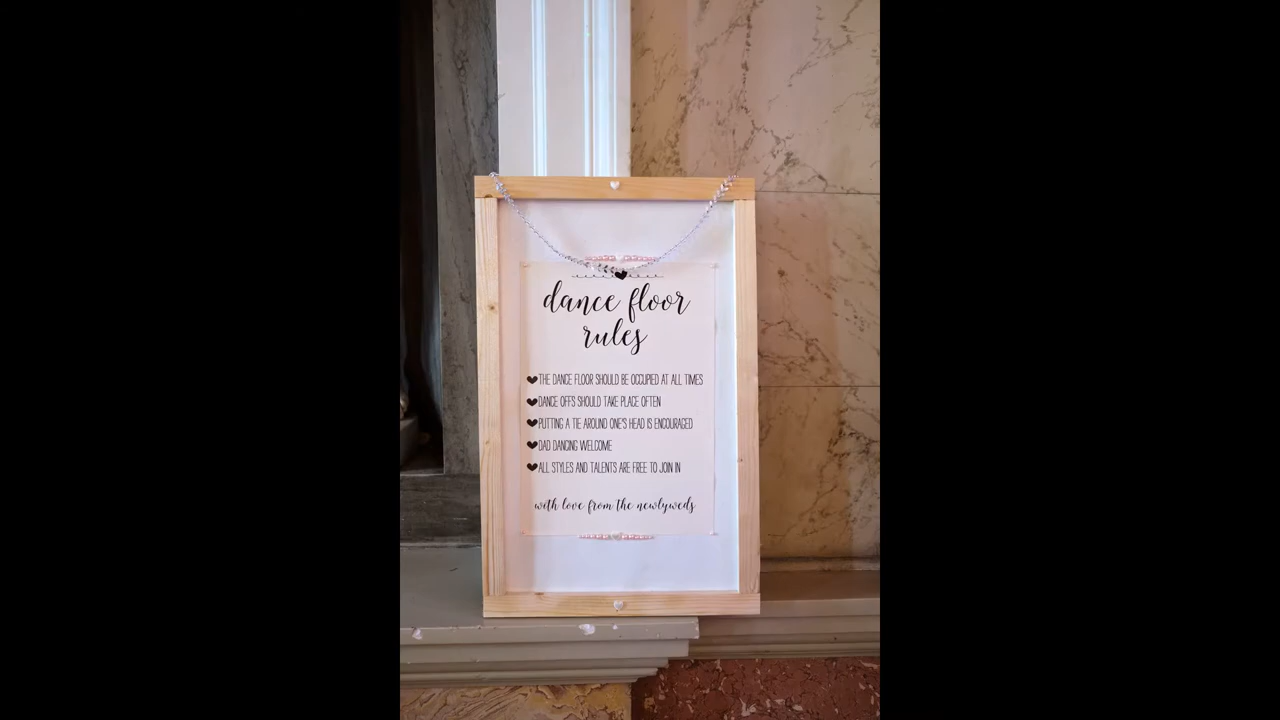 dance floor
rules
THE DANCE FLOOR SHOULD BE OCCUPIED AT ALL TIMES
DANCE OFFS SHOULD TAKE PLACE OFTEN
PUTTING A TIE AROUND ONE'S HEAD IS ENCOURAGED
DAD DANCING WELCOME
ALL STYLES AND TALENTS ARE FREE TO JOIN IN
with love from the newlyweds